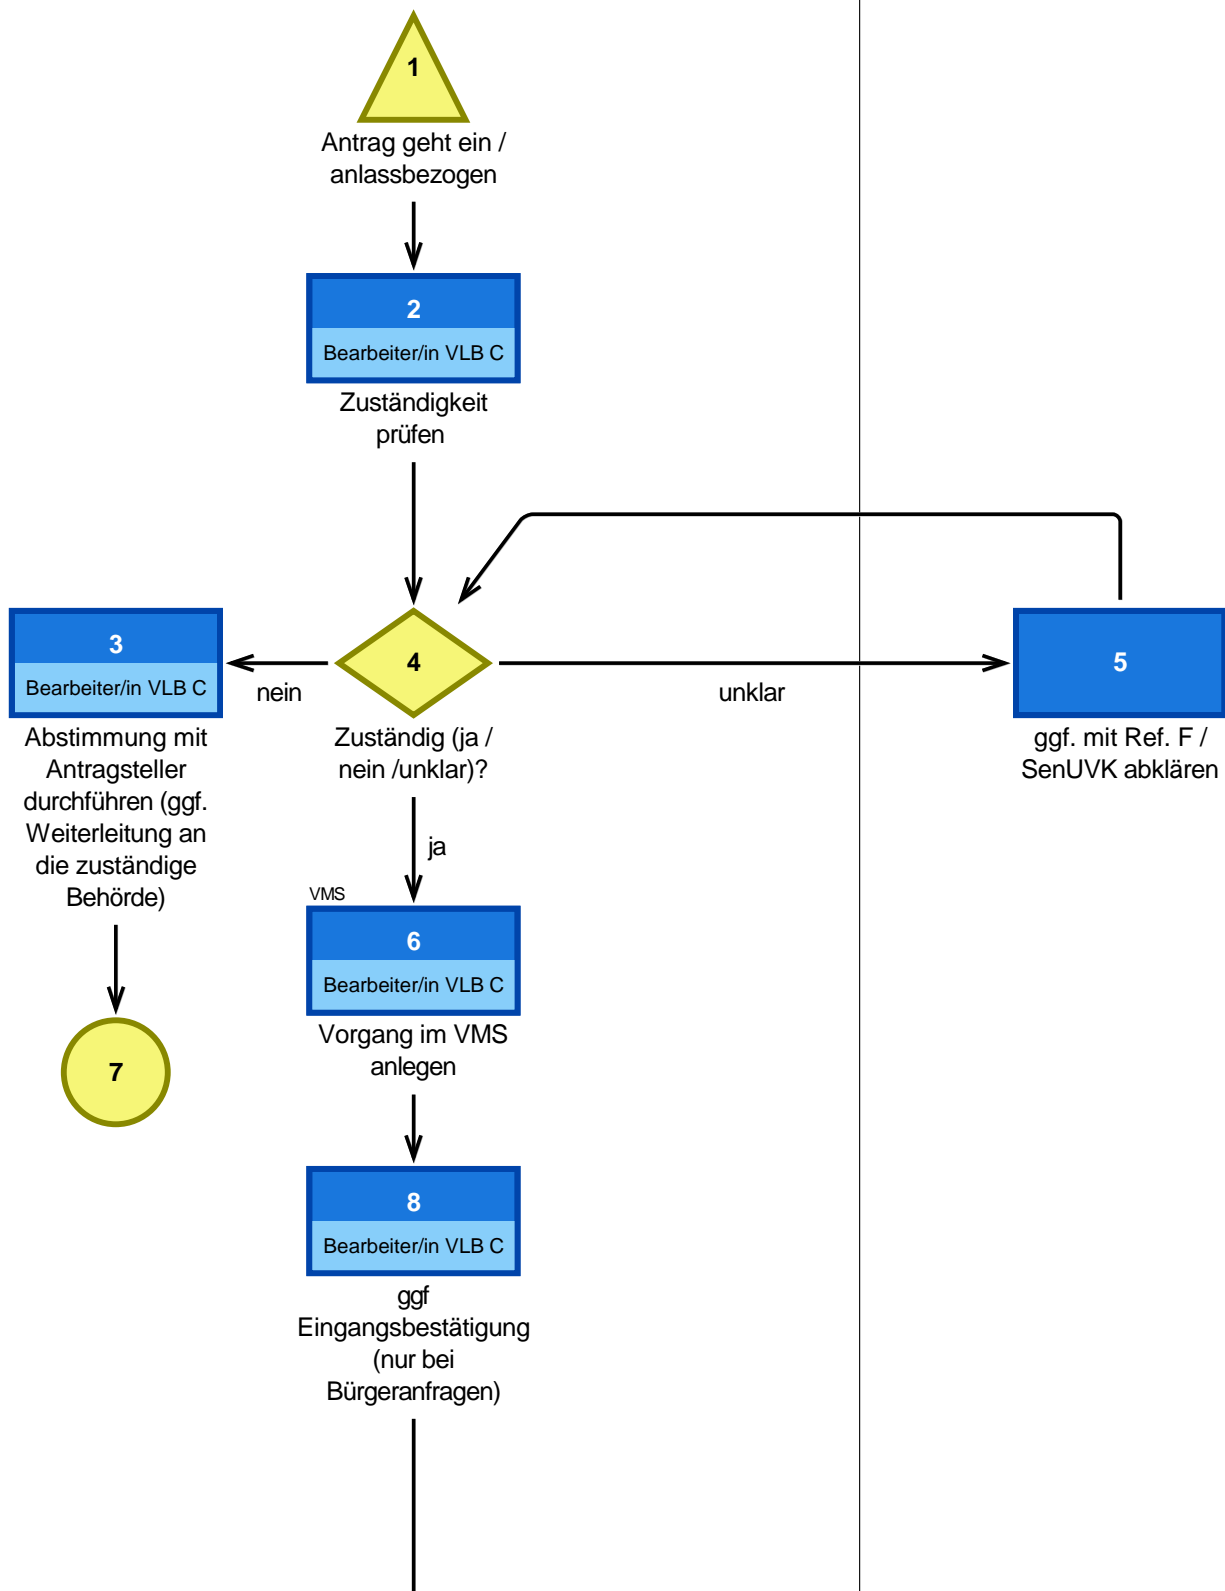 1
Antrag geht ein /
anlassbezogen
2
Bearbeiter/in VLB C
Zuständigkeit
prüfen
3
Bearbeiter/in VLB C
Abstimmung mit
Antragsteller
durchführen (ggf.
Weiterleitung an
die zuständige
Behörde)
nein
4
Zuständig (ja /
nein /unklar)?
unklar
5
ggf. mit Ref. F /
SenUVK abklären
ja
VMS
6
Bearbeiter/in VLB C
Vorgang im VMS
anlegen
7
8
Bearbeiter/in VLB C
ggf
Eingangsbestätigung
(nur bei
Bürgeranfragen)